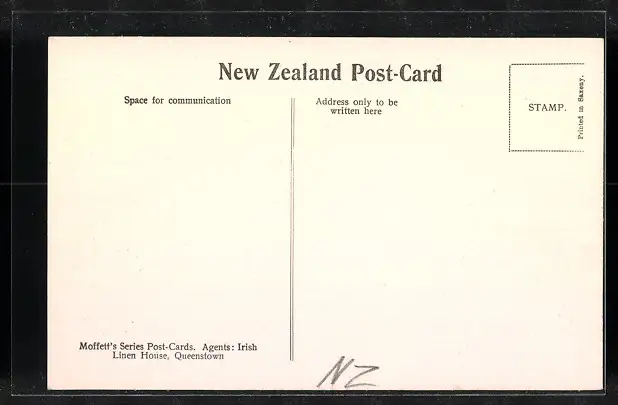 New Zealand Post-Card
Space for communication
Address only to be
written here
STAMP.
Printed in Saxony.
Moffett's Series Post-Cards. Agents: Irish
Linen House, Queenstown
NZ